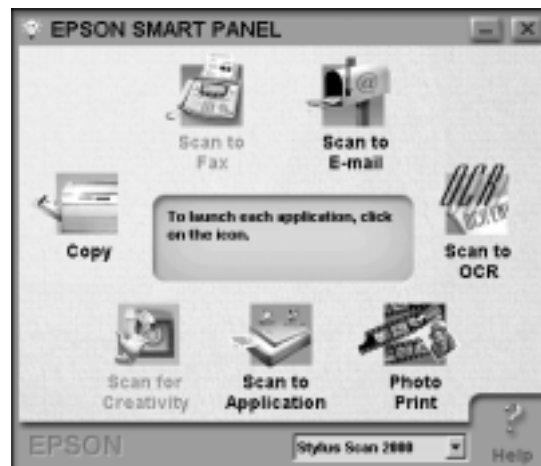 EPSON SMART PANEL
Scan to
Fax
Scan to
E-mail
Copy
To launch each application, click
on the icon.
OCR
Scan to
OCR
Scan for
Creativity
Scan to
Application
Photo
Print
EPSON
Stylus Scan 2000
Help